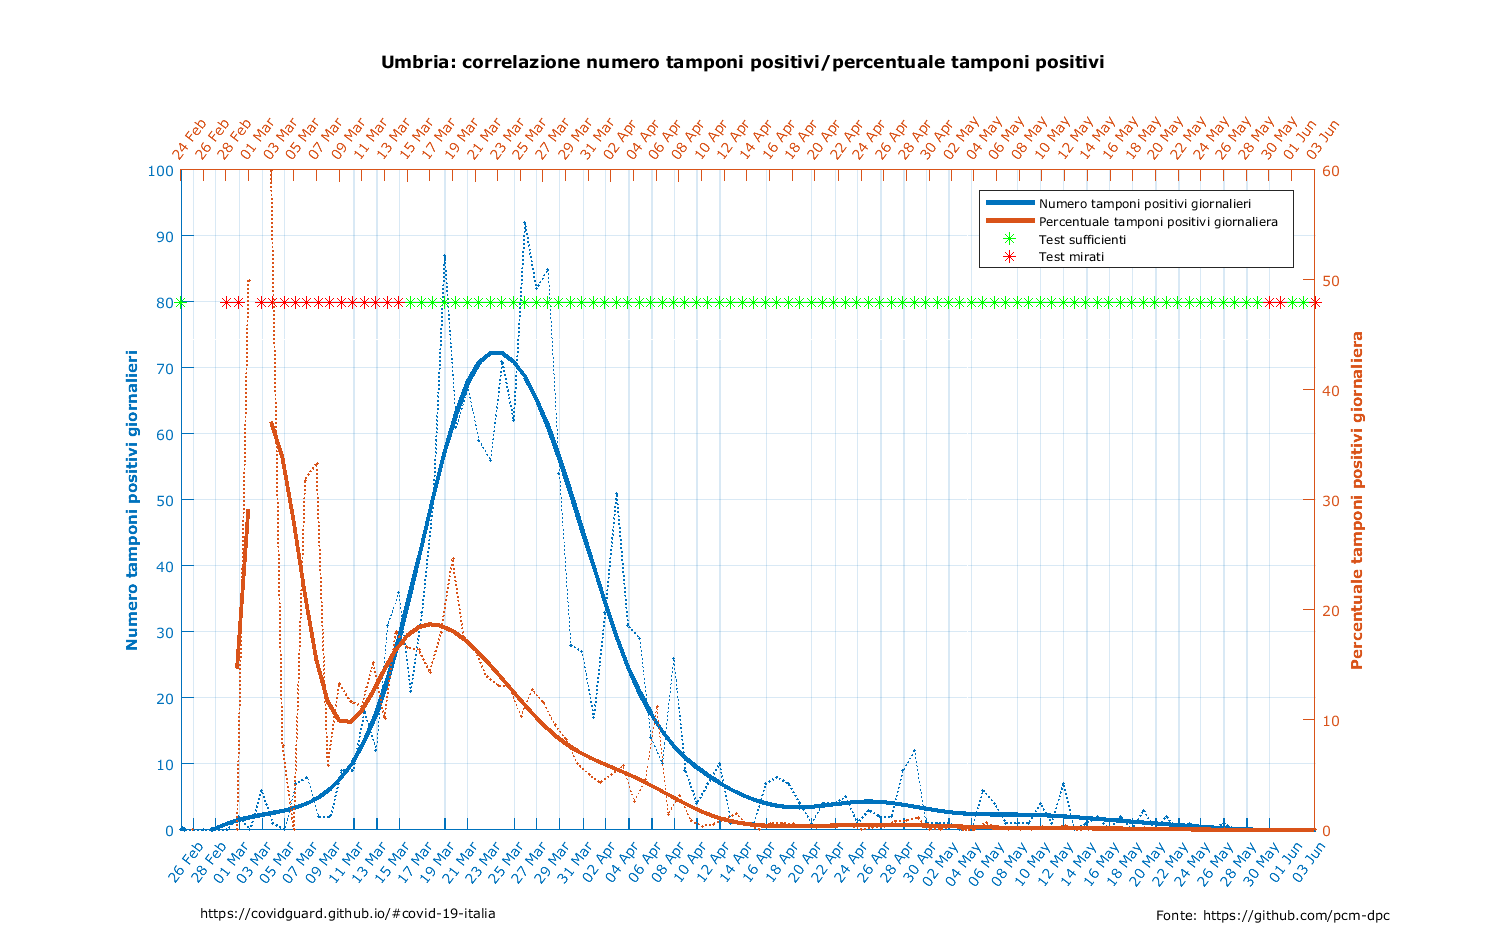 Umbria: correlazione numero tamponi positivi/percentuale tamponi positivi
24 Feb 26 Feb 28 Feb 01 Mar 03 Mar 05 Mar 07 Mar 09 Mar 11 Mar 13 Mar 15 Mar 17 Mar 19 Mar 21 Mar 23 Mar 25 Mar 27 Mar 29 Mar 31 Mar 02 Apr 04 Apr 06 Apr 08 Apr 10 Apr 12 Apr 14 Apr 16 Apr 18 Apr 20 Apr 22 Apr 24 Apr 26 Apr 28 Apr 30 Apr 02 May 04 May 06 May 08 May 10 May 12 May 14 May 16 May 18 May 20 May 22 May 24 May 26 May 28 May 30 May 01 Jun 03 Jun
Numero tamponi positivi giornalieri
100
90
80
70
60
50
40
30
20
10
0
Numero tamponi positivi giornalieri
Percentuale tamponi positivi giornaliera
Test sufficienti
Test mirati
60
50
40
30
20
10
0
Percentuale tamponi positivi giornaliera
26 Feb 28 Feb 01 Mar 03 Mar 05 Mar 07 Mar 09 Mar 11 Mar 13 Mar 15 Mar 17 Mar 19 Mar 21 Mar 23 Mar 25 Mar 27 Mar 29 Mar 31 Mar 02 Apr 04 Apr 06 Apr 08 Apr 10 Apr 12 Apr 14 Apr 16 Apr 18 Apr 20 Apr 22 Apr 24 Apr 26 Apr 28 Apr 30 Apr 02 May 04 May 06 May 08 May 10 May 12 May 14 May 16 May 18 May 20 May 22 May 24 May 26 May 28 May 30 May 01 Jun 03 Jun
https://covidguard.github.io/#covid-19-italia
Fonte: https://github.com/pcm-dpc